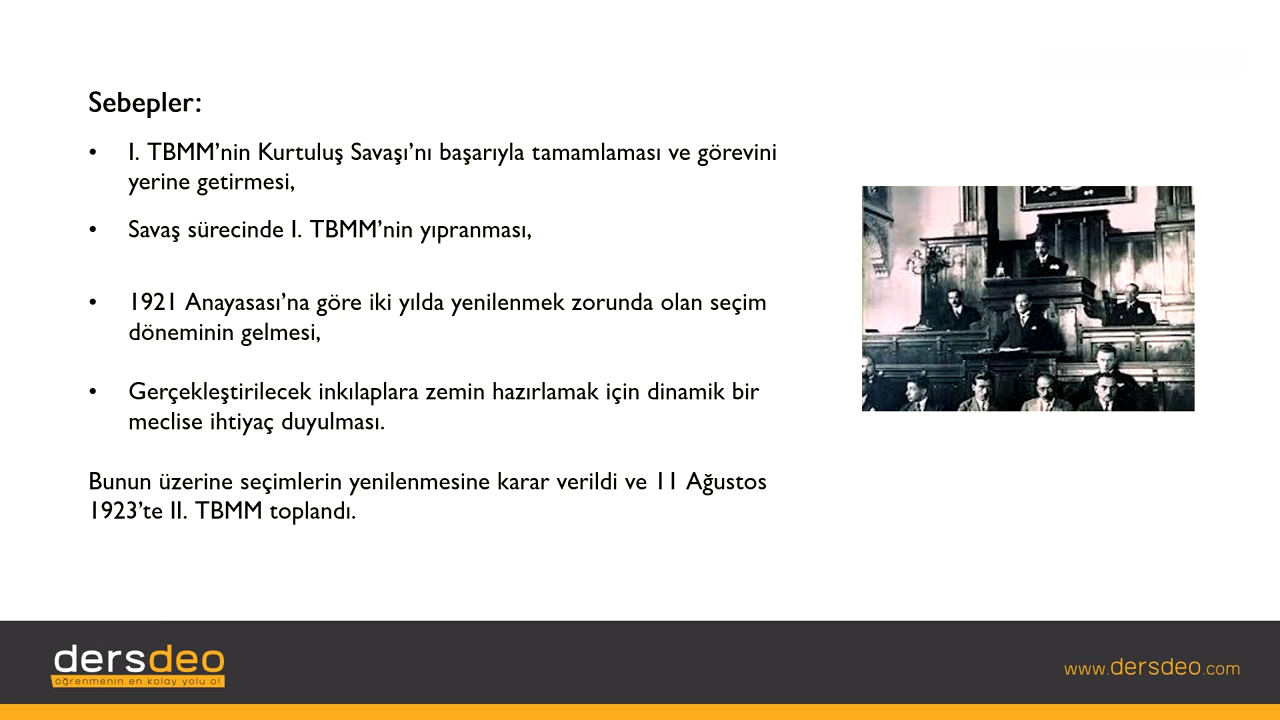 Sebepler:
• I. TBMM’nin Kurtuluş Savaşı’nı başarıyla tamamlaması ve görevini
yerine getirmesi,
• Savaş sürecinde I. TBMM’nin yıpranması,
• 1921 Anayasası’na göre iki yılda yenilenmek zorunda olan seçim
döneminin gelmesi,
• Gerçekleştirilecek inkılaplara zemin hazırlamak için dinamik bir
meclise ihtiyaç duyulması.
Bunun üzerine seçimlerin yenilenmesine karar verildi ve 11 Ağustos
1923’te II. TBMM toplandı.
dersdeo
öğrenmenin en kolay yolu o!
www.dersdeo.com